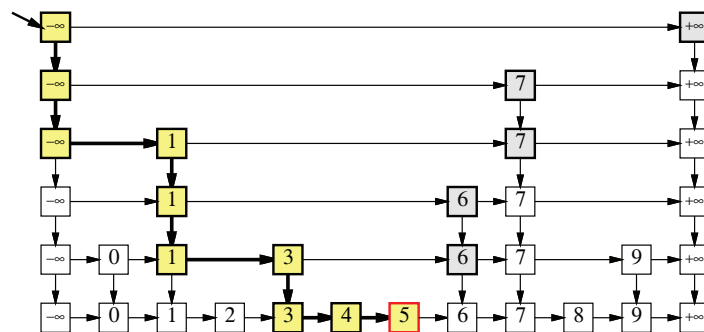 −∞ +∞
−∞ 7 +∞
−∞ 1 7 +∞
−∞ 1 6 7 +∞
−∞ 0 1 3 6 7 9 +∞
−∞ 0 1 2 3 4 5 6 7 8 9 +∞